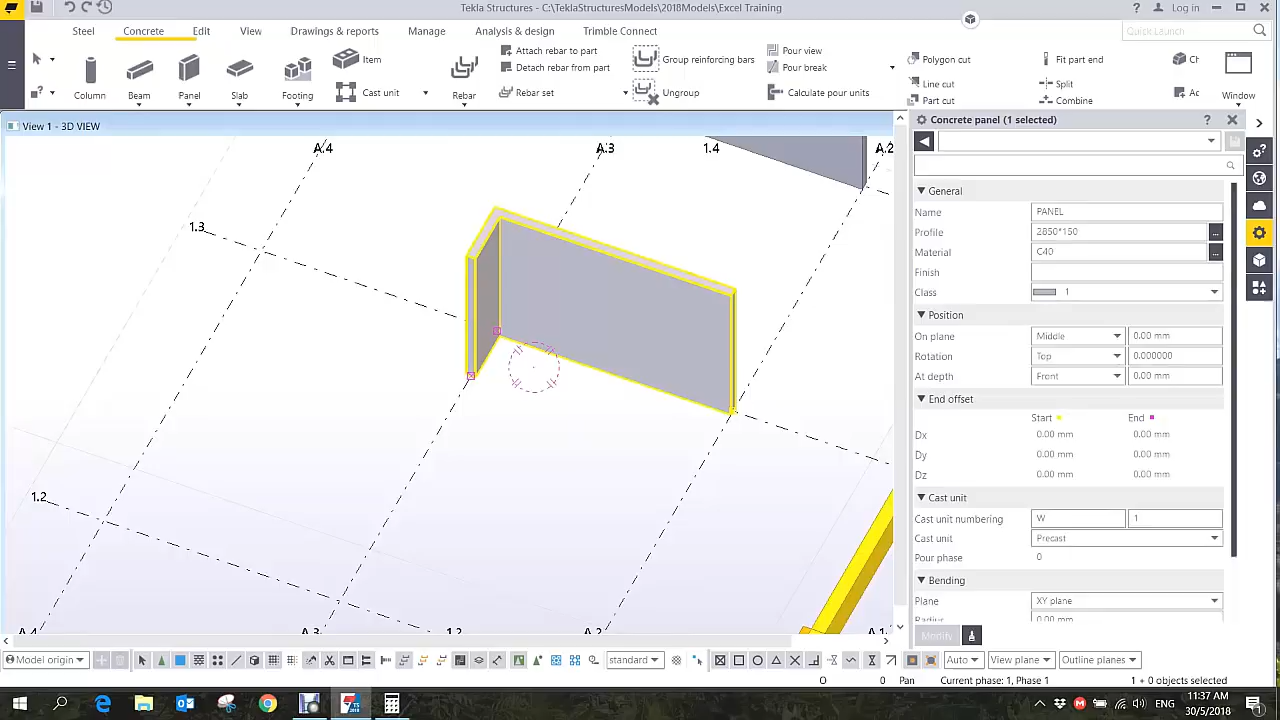 Tekla Structures - C:\TeklaStructuresModels\2018Models\Excel Training
Log in
Steel Concrete Edit View Drawings & reports Manage Analysis & design Trimble Connect
Quick Launch
Column Beam Panel Slab Footing
Item
Cast unit
Rebar
Attach rebar to part
Detach rebar from part
Rebar set
Group reinforcing bars
Ungroup
Pour view
Pour break
Calculate pour units
Polygon cut
Line cut
Part cut
Fit part end
Split
Combine
Window
View 1 - 3D VIEW
A.4 A.3 1.4 A.2
1.3
1.2
Concrete panel (1 selected)
General
Name PANEL
Profile 2850*150
Material C40
Finish
Class 1
Position
On plane Middle 0.00 mm
Rotation Top 0.000000
At depth Front 0.00 mm
End offset
Start End
Dx 0.00 mm 0.00 mm
Dy 0.00 mm 0.00 mm
Dz 0.00 mm 0.00 mm
Cast unit
Cast unit numbering W 1
Cast unit Precast
Pour phase 0
Bending
Plane XY plane
Modify
Model origin standard Auto View plane Outline planes
O 0 Pan Current phase: 1, Phase 1 1 + 0 objects selected
11:37 AM
30/5/2018